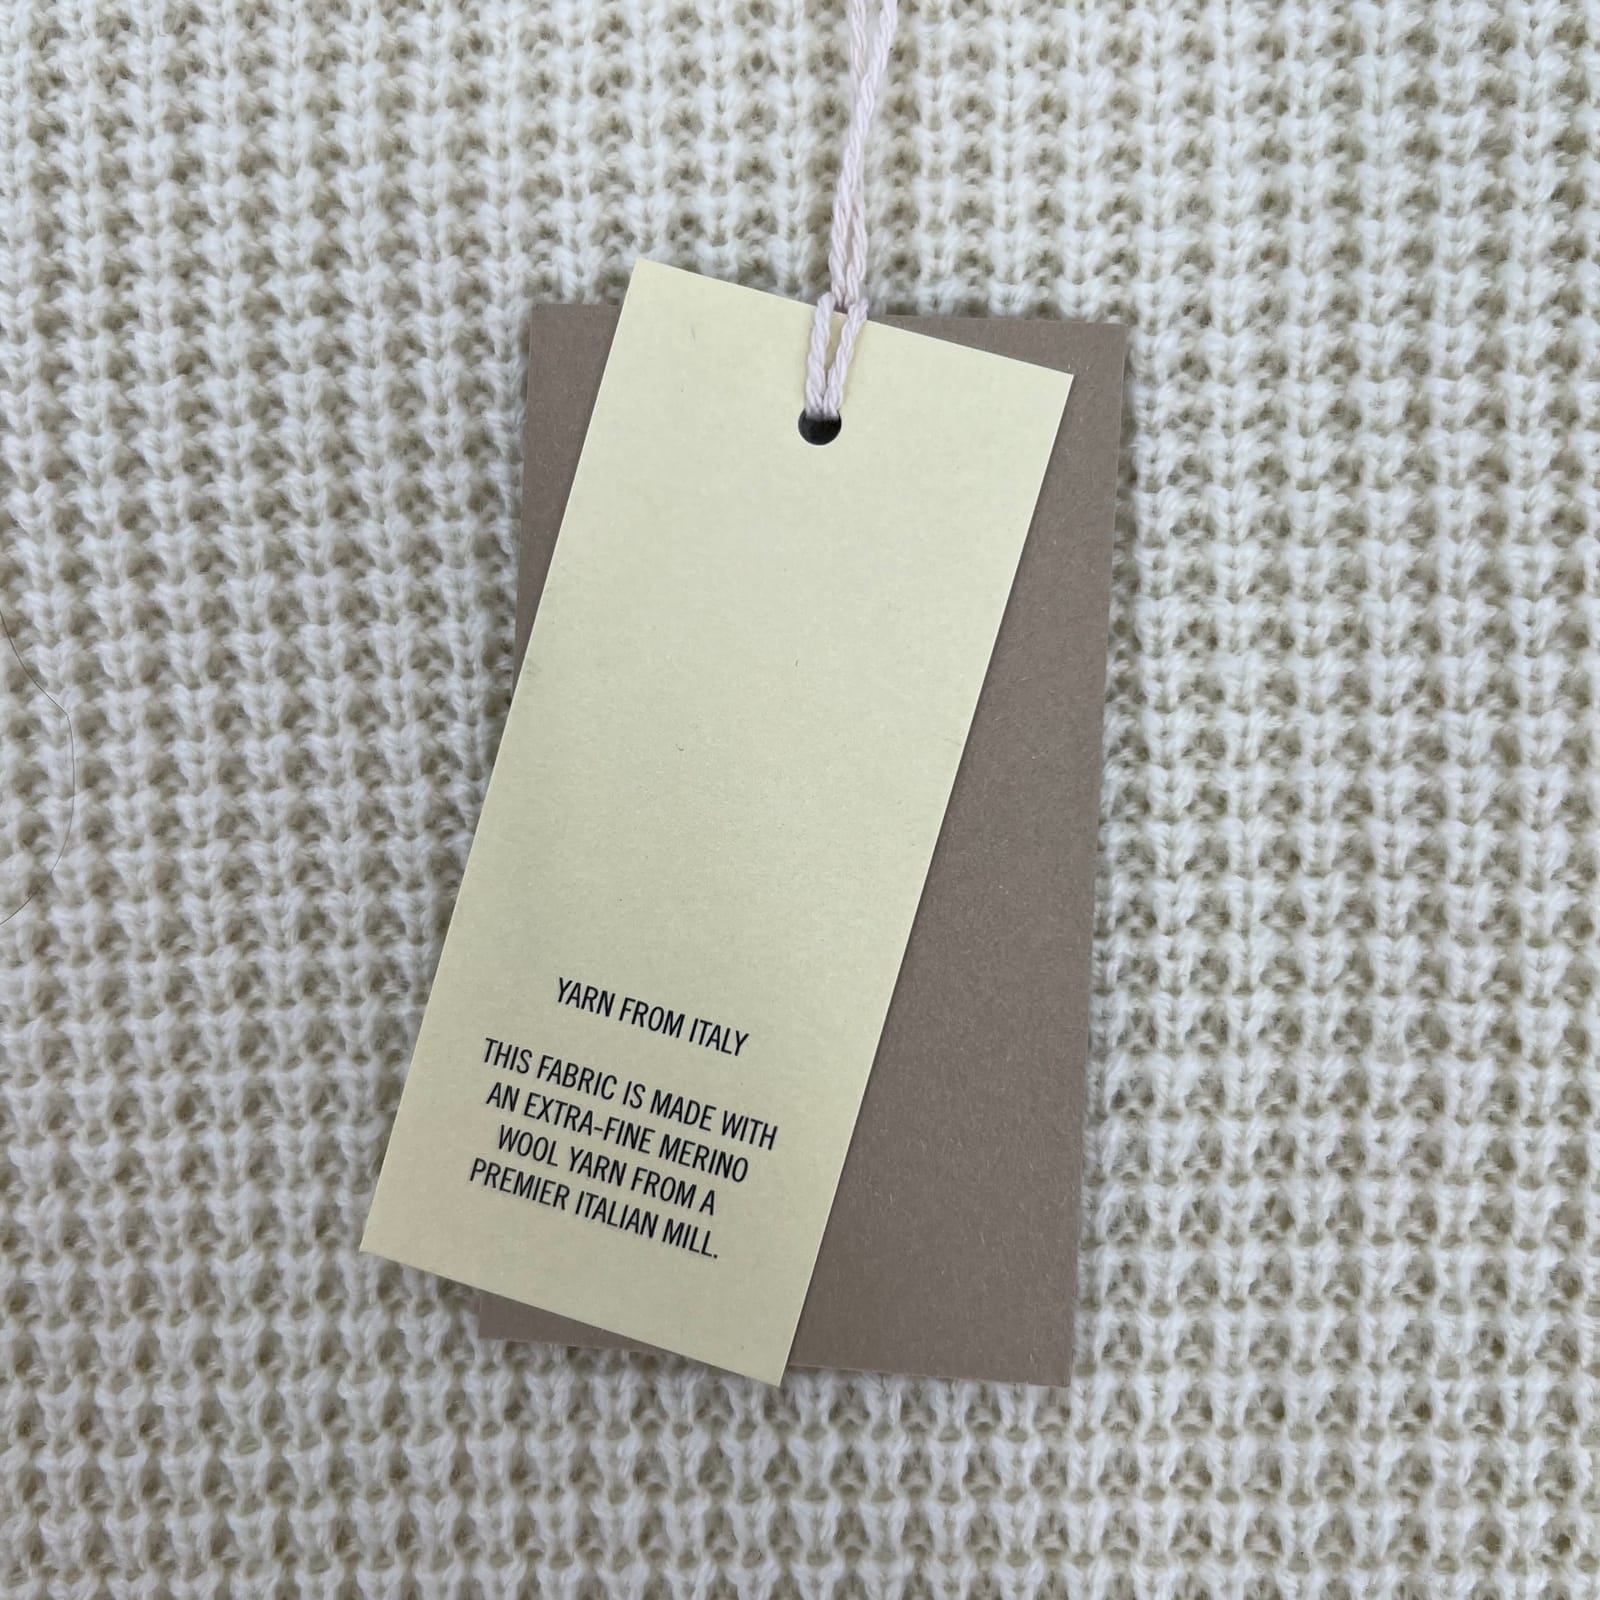 YARN FROM ITALY
THIS FABRIC IS MADE WITH
AN EXTRA-FINE MERINO
WOOL YARN FROM A
PREMIER ITALIAN MILL.